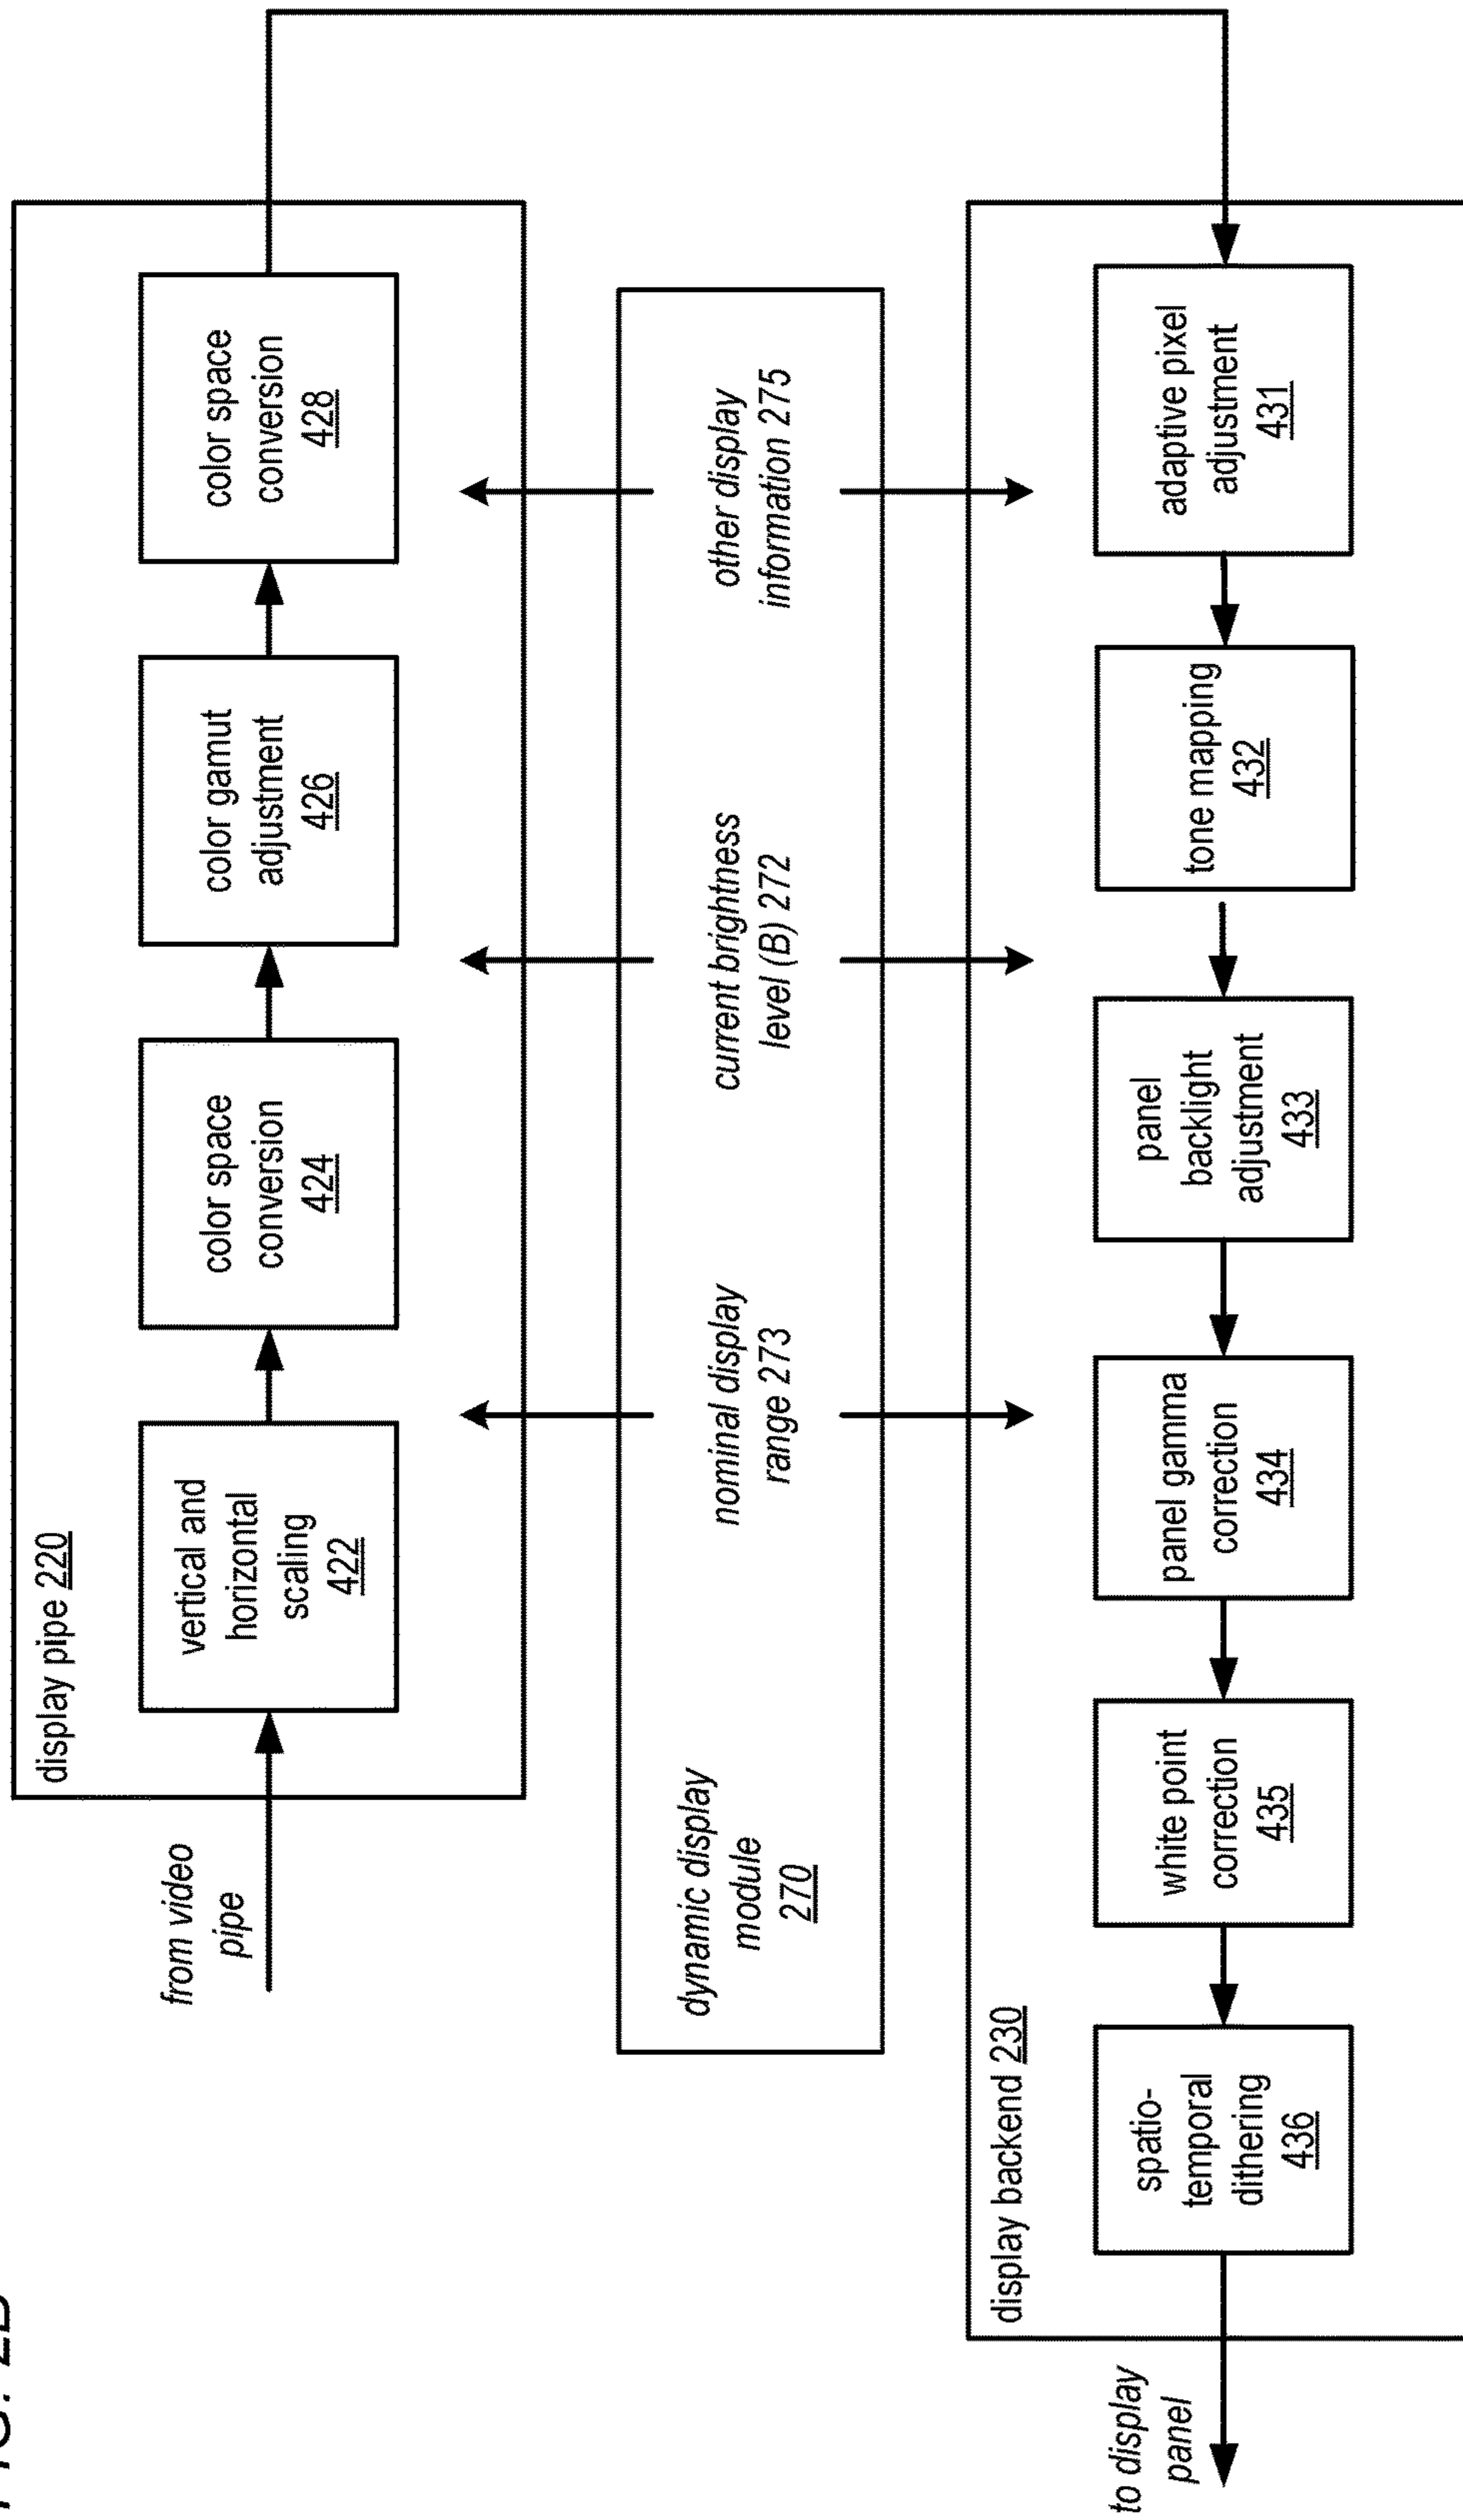 from video
pipe
display pipe 220
vertical and
horizontal
scaling
422
color space
conversion
424
color gamut
adjustment
426
color space
conversion
428
dynamic display
module
270
nominal display
range 273
current brightness
level (B) 272
other display
information 275
to display
panel
display backend 230
spatio-
temporal
dithering
436
white point
correction
435
panel gamma
correction
434
panel
backlight
adjustment
433
tone mapping
432
adaptive pixel
adjustment
431